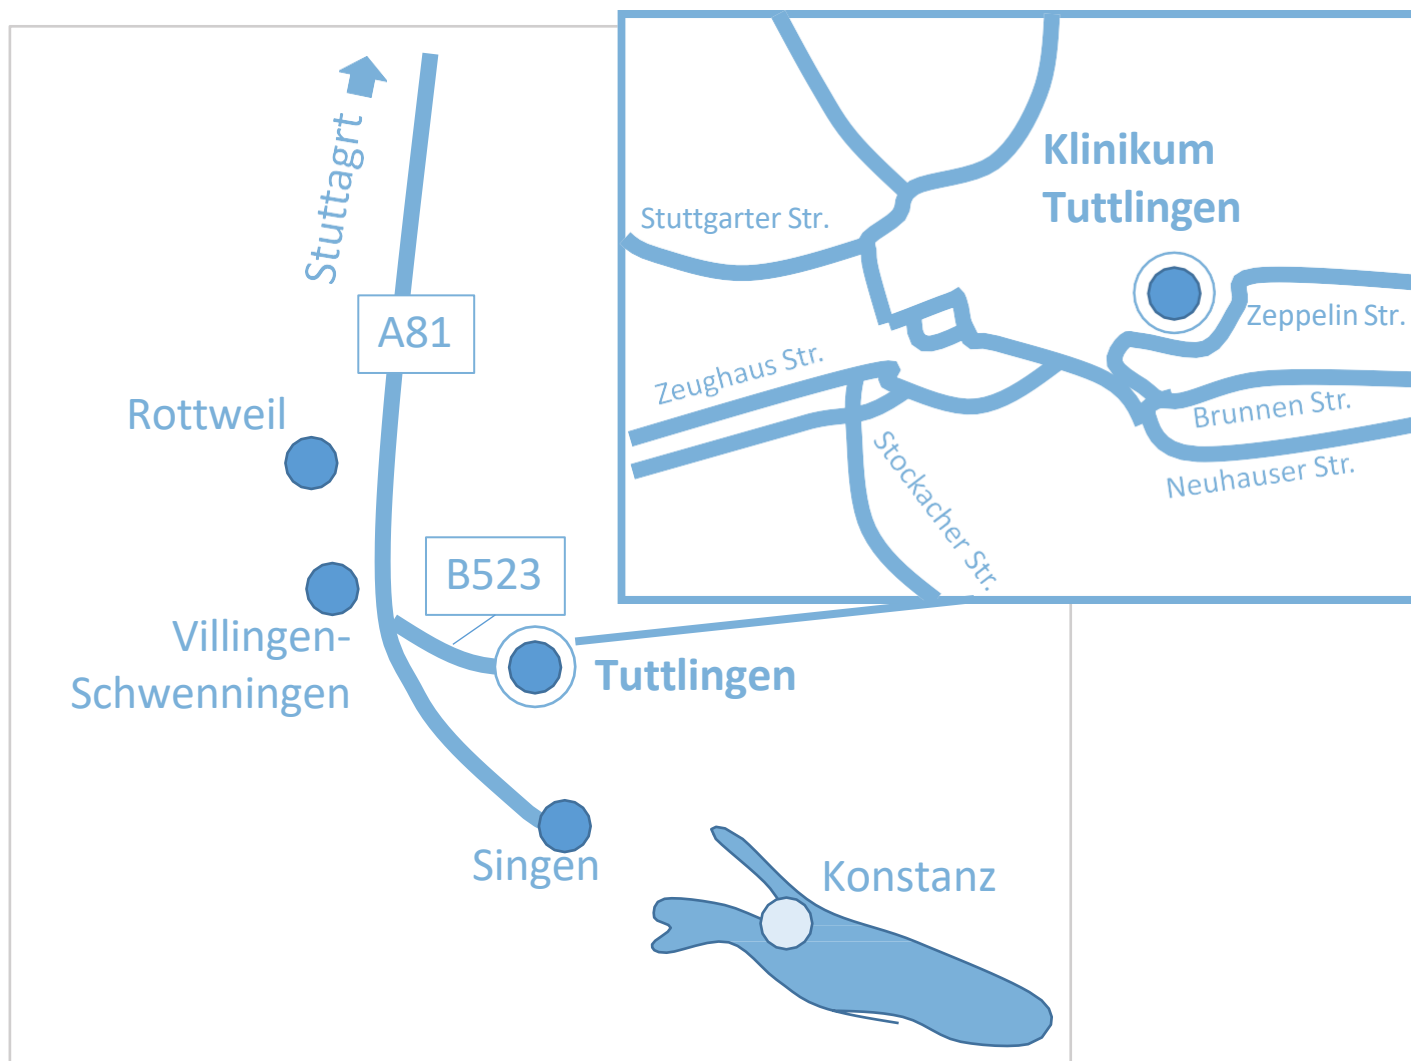 Stuttagrt
A81
Rottweil
B523
Villingen-
Schwenningen
Tuttlingen
Singen
Konstanz
Klinikum
Tuttlingen
Stuttgarter Str.
Zeppelin Str.
Zeughaus Str.
Brunnen Str.
Stockacher Str.
Neuhauser Str.